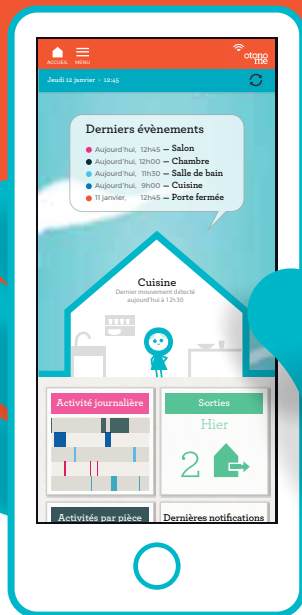 ACCUEIL MENU
otono
me
Jeudi 12 janvier - 12:45
Derniers évènements
Aujourd'hui, 12h45 – Salon
Aujourd'hui, 12h00 – Chambre
Aujourd'hui, 11h30 – Salle de bain
Aujourd'hui, 9h00 – Cuisine
11 janvier, 12h45 – Porte fermée
Cuisine
Dernier mouvement détecté
aujourd'hui à 12h30
Activité journalière
Sorties
Hier
2
Activités par pièce
Dernières notifications